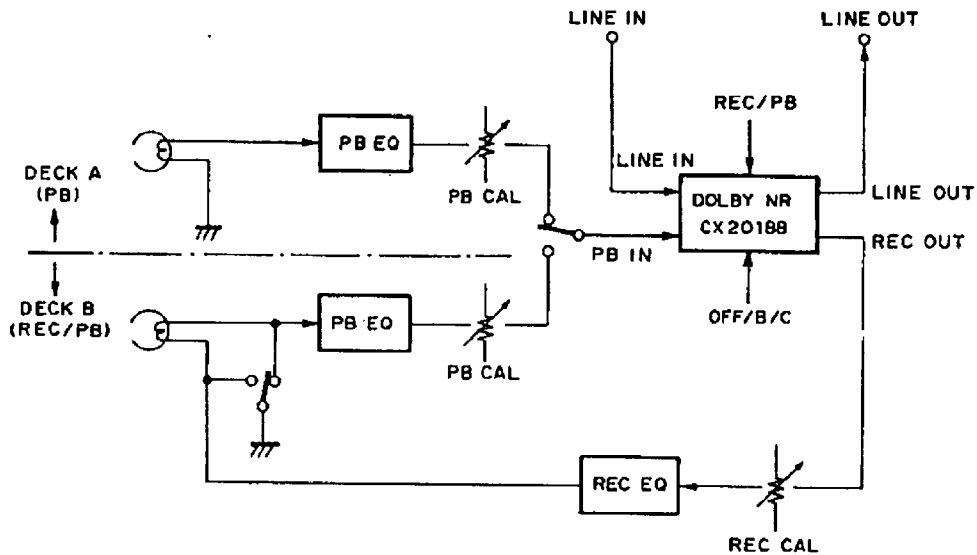 LINE IN
LINE OUT
REC/PB
PB EQ
LINE IN
DECK A
(PB)
PB CAL
DOLBY NR
CX20188
LINE OUT
REC OUT
PB IN
DECK B
(REC/PB)
PB EQ
OFF/B/C
PB CAL
REC EQ
REC CAL